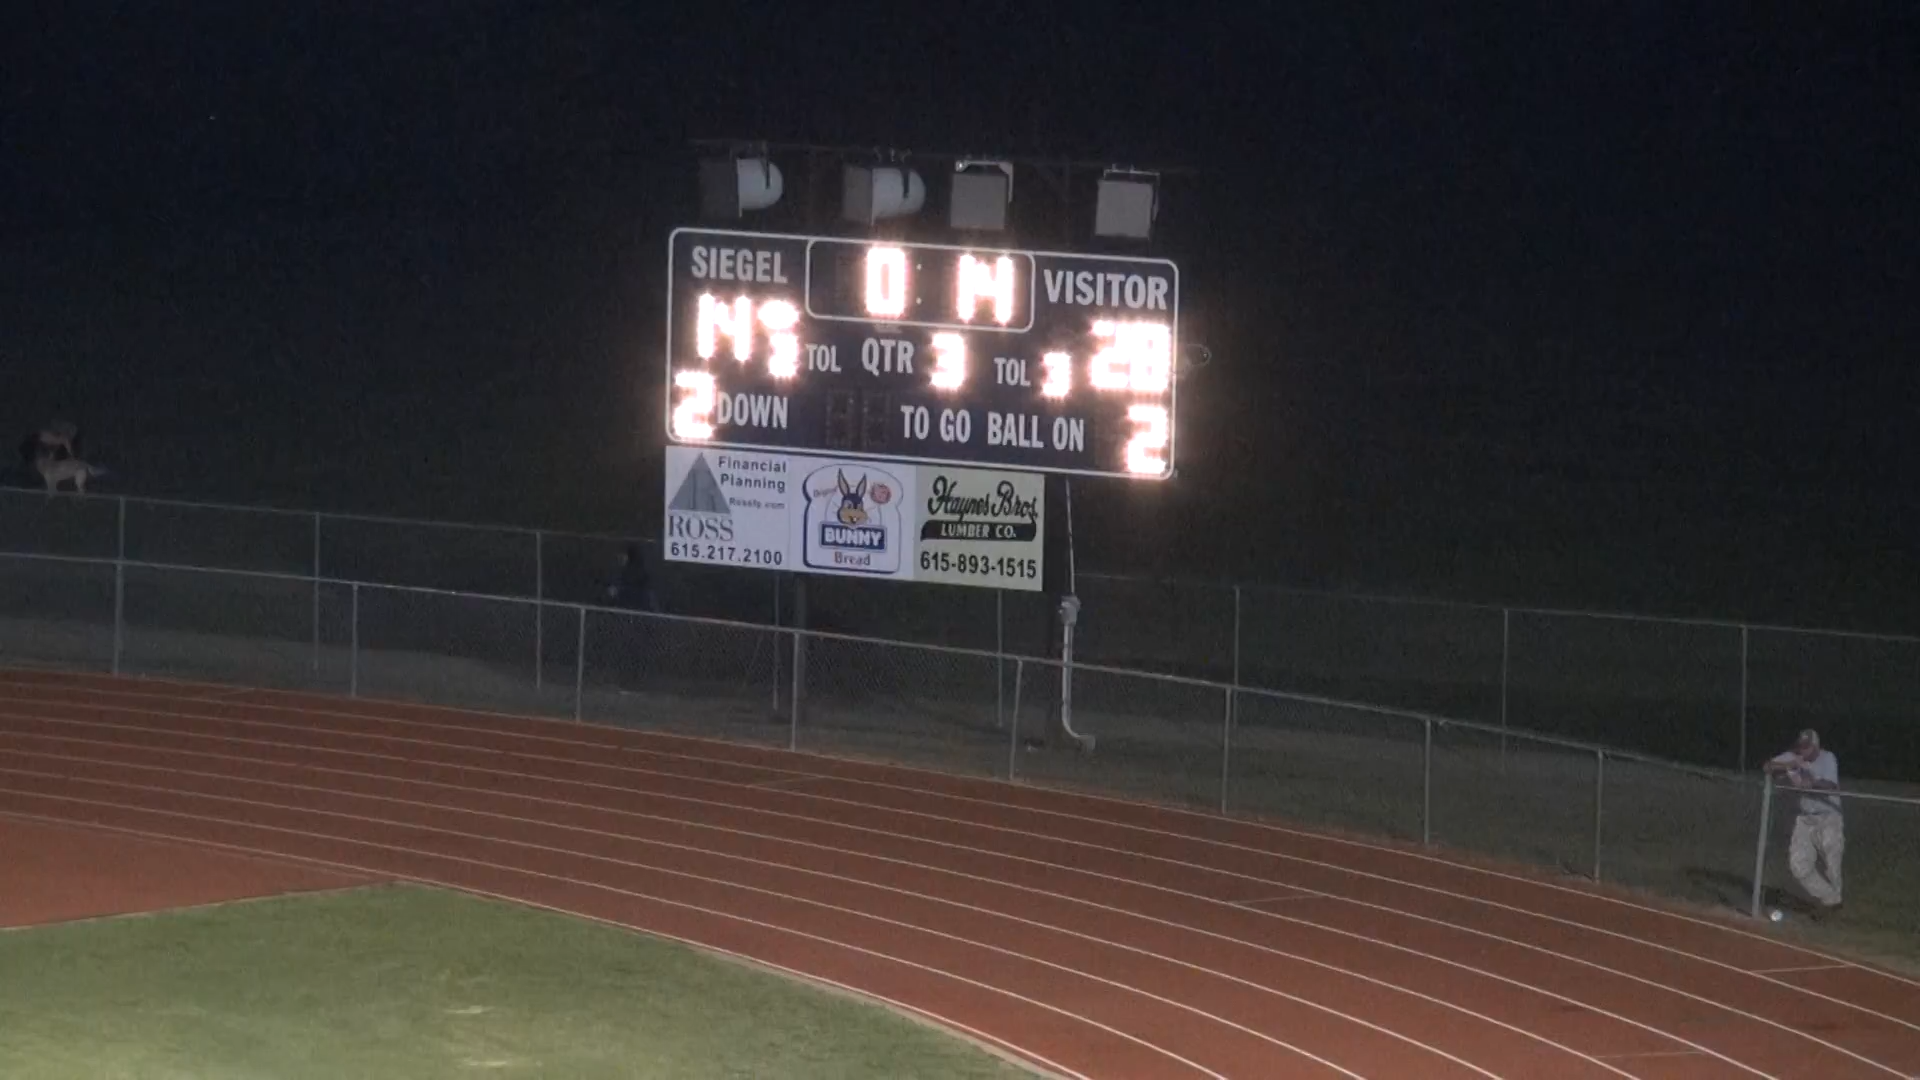 SIEGEL 0:14 VISITOR
14 2 TOL QTR 3 TOL 3 28
2 DOWN TO GO BALL ON 2
Financial
Planning
ROSS
615.217.2100
BUNNY
Bread
Haynes Bros.
LUMBER CO.
615-893-1515